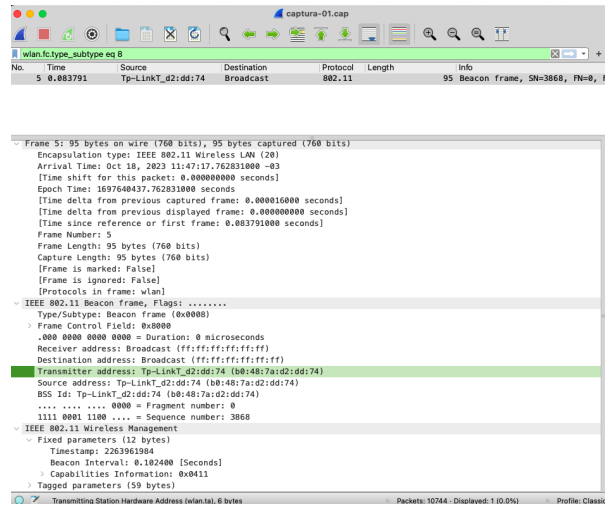 captura-01.cap
wlan.fc.type_subtype eq 8
No. Time Source Destination Protocol Length Info
5 0.083791 Tp-LinkT_d2:dd:74 Broadcast 802.11 95 Beacon frame, SN=3868, FN=0,
Frame 5: 95 bytes on wire (760 bits), 95 bytes captured (760 bits)
Encapsulation type: IEEE 802.11 Wireless LAN (20)
Arrival Time: Oct 18, 2023 11:47:17.762831000 -03
[Time shift for this packet: 0.000000000 seconds]
Epoch Time: 1697640437.762831000 seconds
[Time delta from previous captured frame: 0.000016000 seconds]
[Time delta from previous displayed frame: 0.000000000 seconds]
[Time since reference or first frame: 0.083791000 seconds]
Frame Number: 5
Frame Length: 95 bytes (760 bits)
Capture Length: 95 bytes (760 bits)
[Frame is marked: False]
[Frame is ignored: False]
[Protocols in frame: wlan]
IEEE 802.11 Beacon frame, Flags: ........
Type/Subtype: Beacon frame (0x0008)
Frame Control Field: 0x8000
.000 0000 0000 0000 = Duration: 0 microseconds
Receiver address: Broadcast (ff:ff:ff:ff:ff:ff)
Destination address: Broadcast (ff:ff:ff:ff:ff:ff)
Transmitter address: Tp-LinkT_d2:dd:74 (b0:48:7a:d2:dd:74)
Source address: Tp-LinkT_d2:dd:74 (b0:48:7a:d2:dd:74)
BSS Id: Tp-LinkT_d2:dd:74 (b0:48:7a:d2:dd:74)
.... .... .... 0000 = Fragment number: 0
1111 0001 1100 .... = Sequence number: 3868
IEEE 802.11 Wireless Management
Fixed parameters (12 bytes)
Timestamp: 2263961984
Beacon Interval: 0.102400 [Seconds]
Capabilities Information: 0x0411
Tagged parameters (59 bytes)
Transmitting Station Hardware Address (wlan.ta), 6 bytes Packets: 10744 · Displayed: 1 (0.0%) Profile: Classic